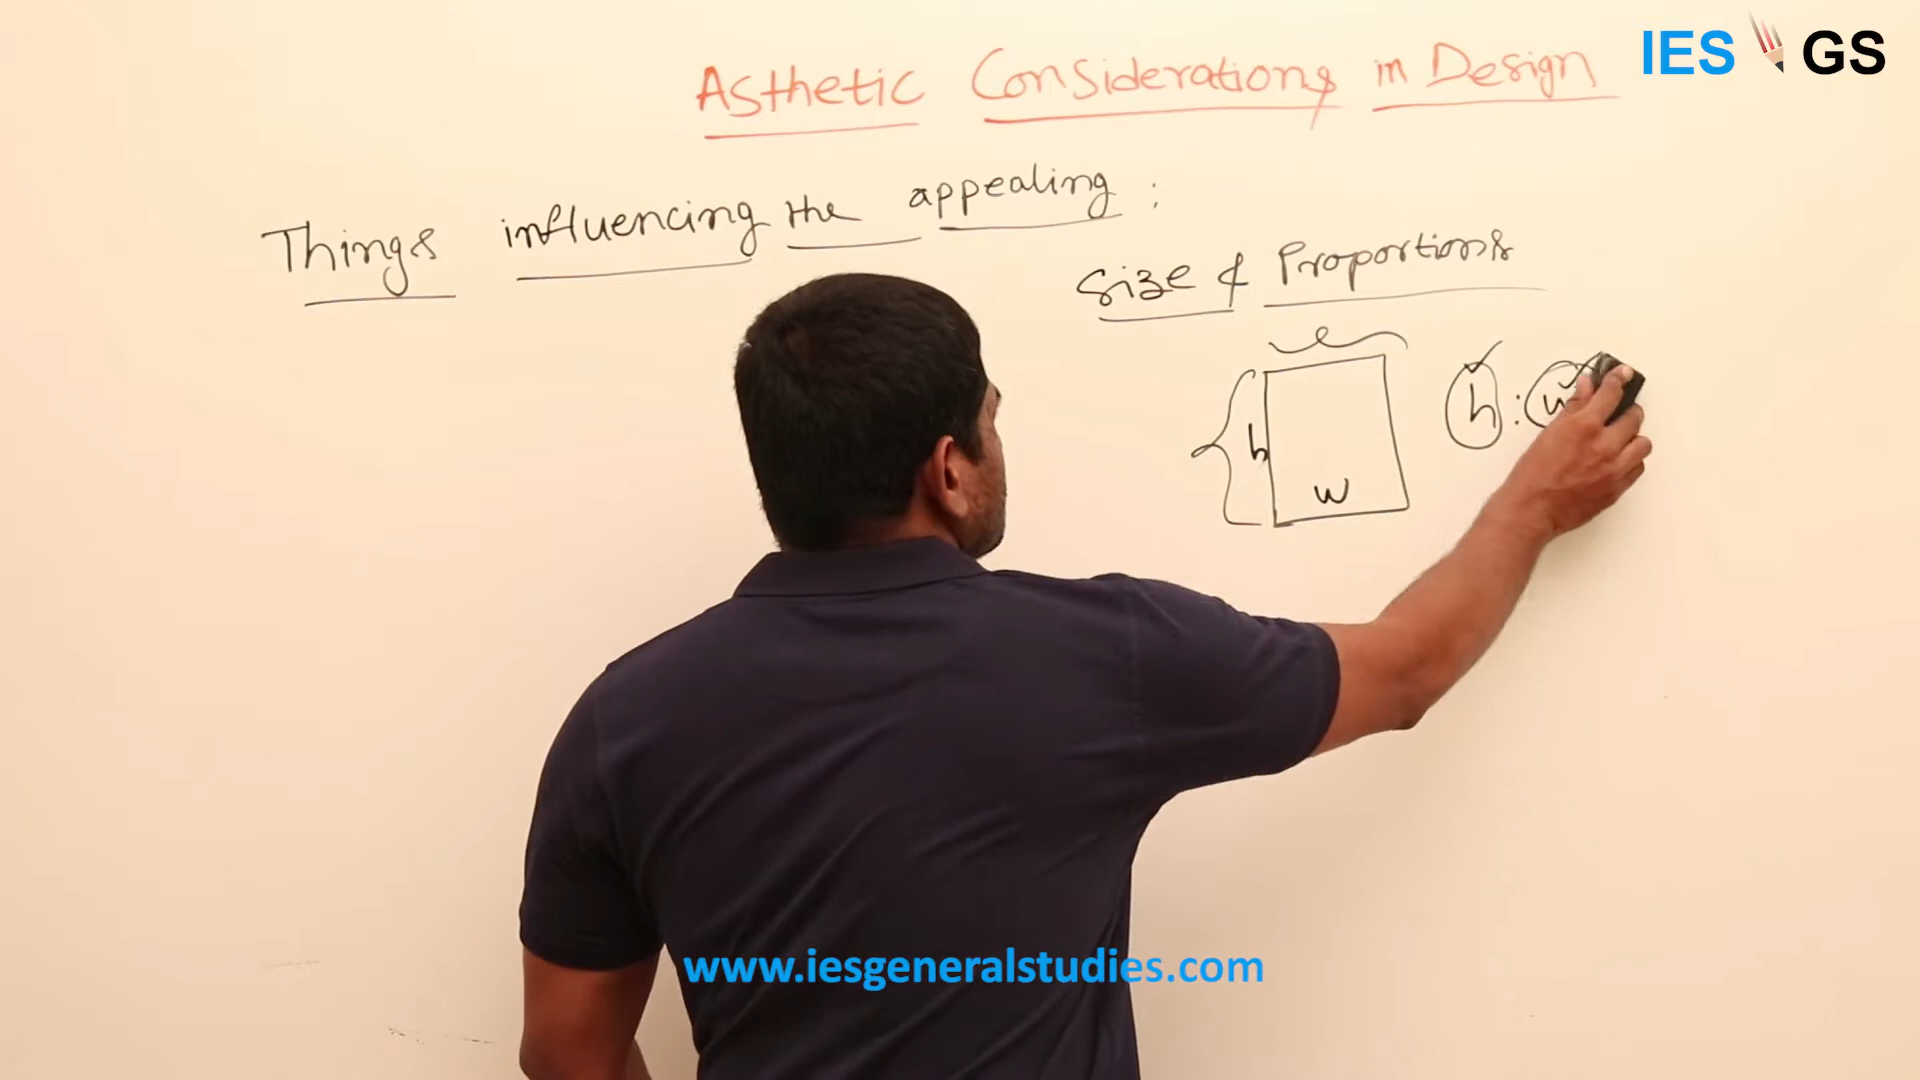 IES GS
Asthetic Considerations in Design
Things influencing the appealing :
Size & Proportions
h
w
h : w
www.iesgeneralstudies.com